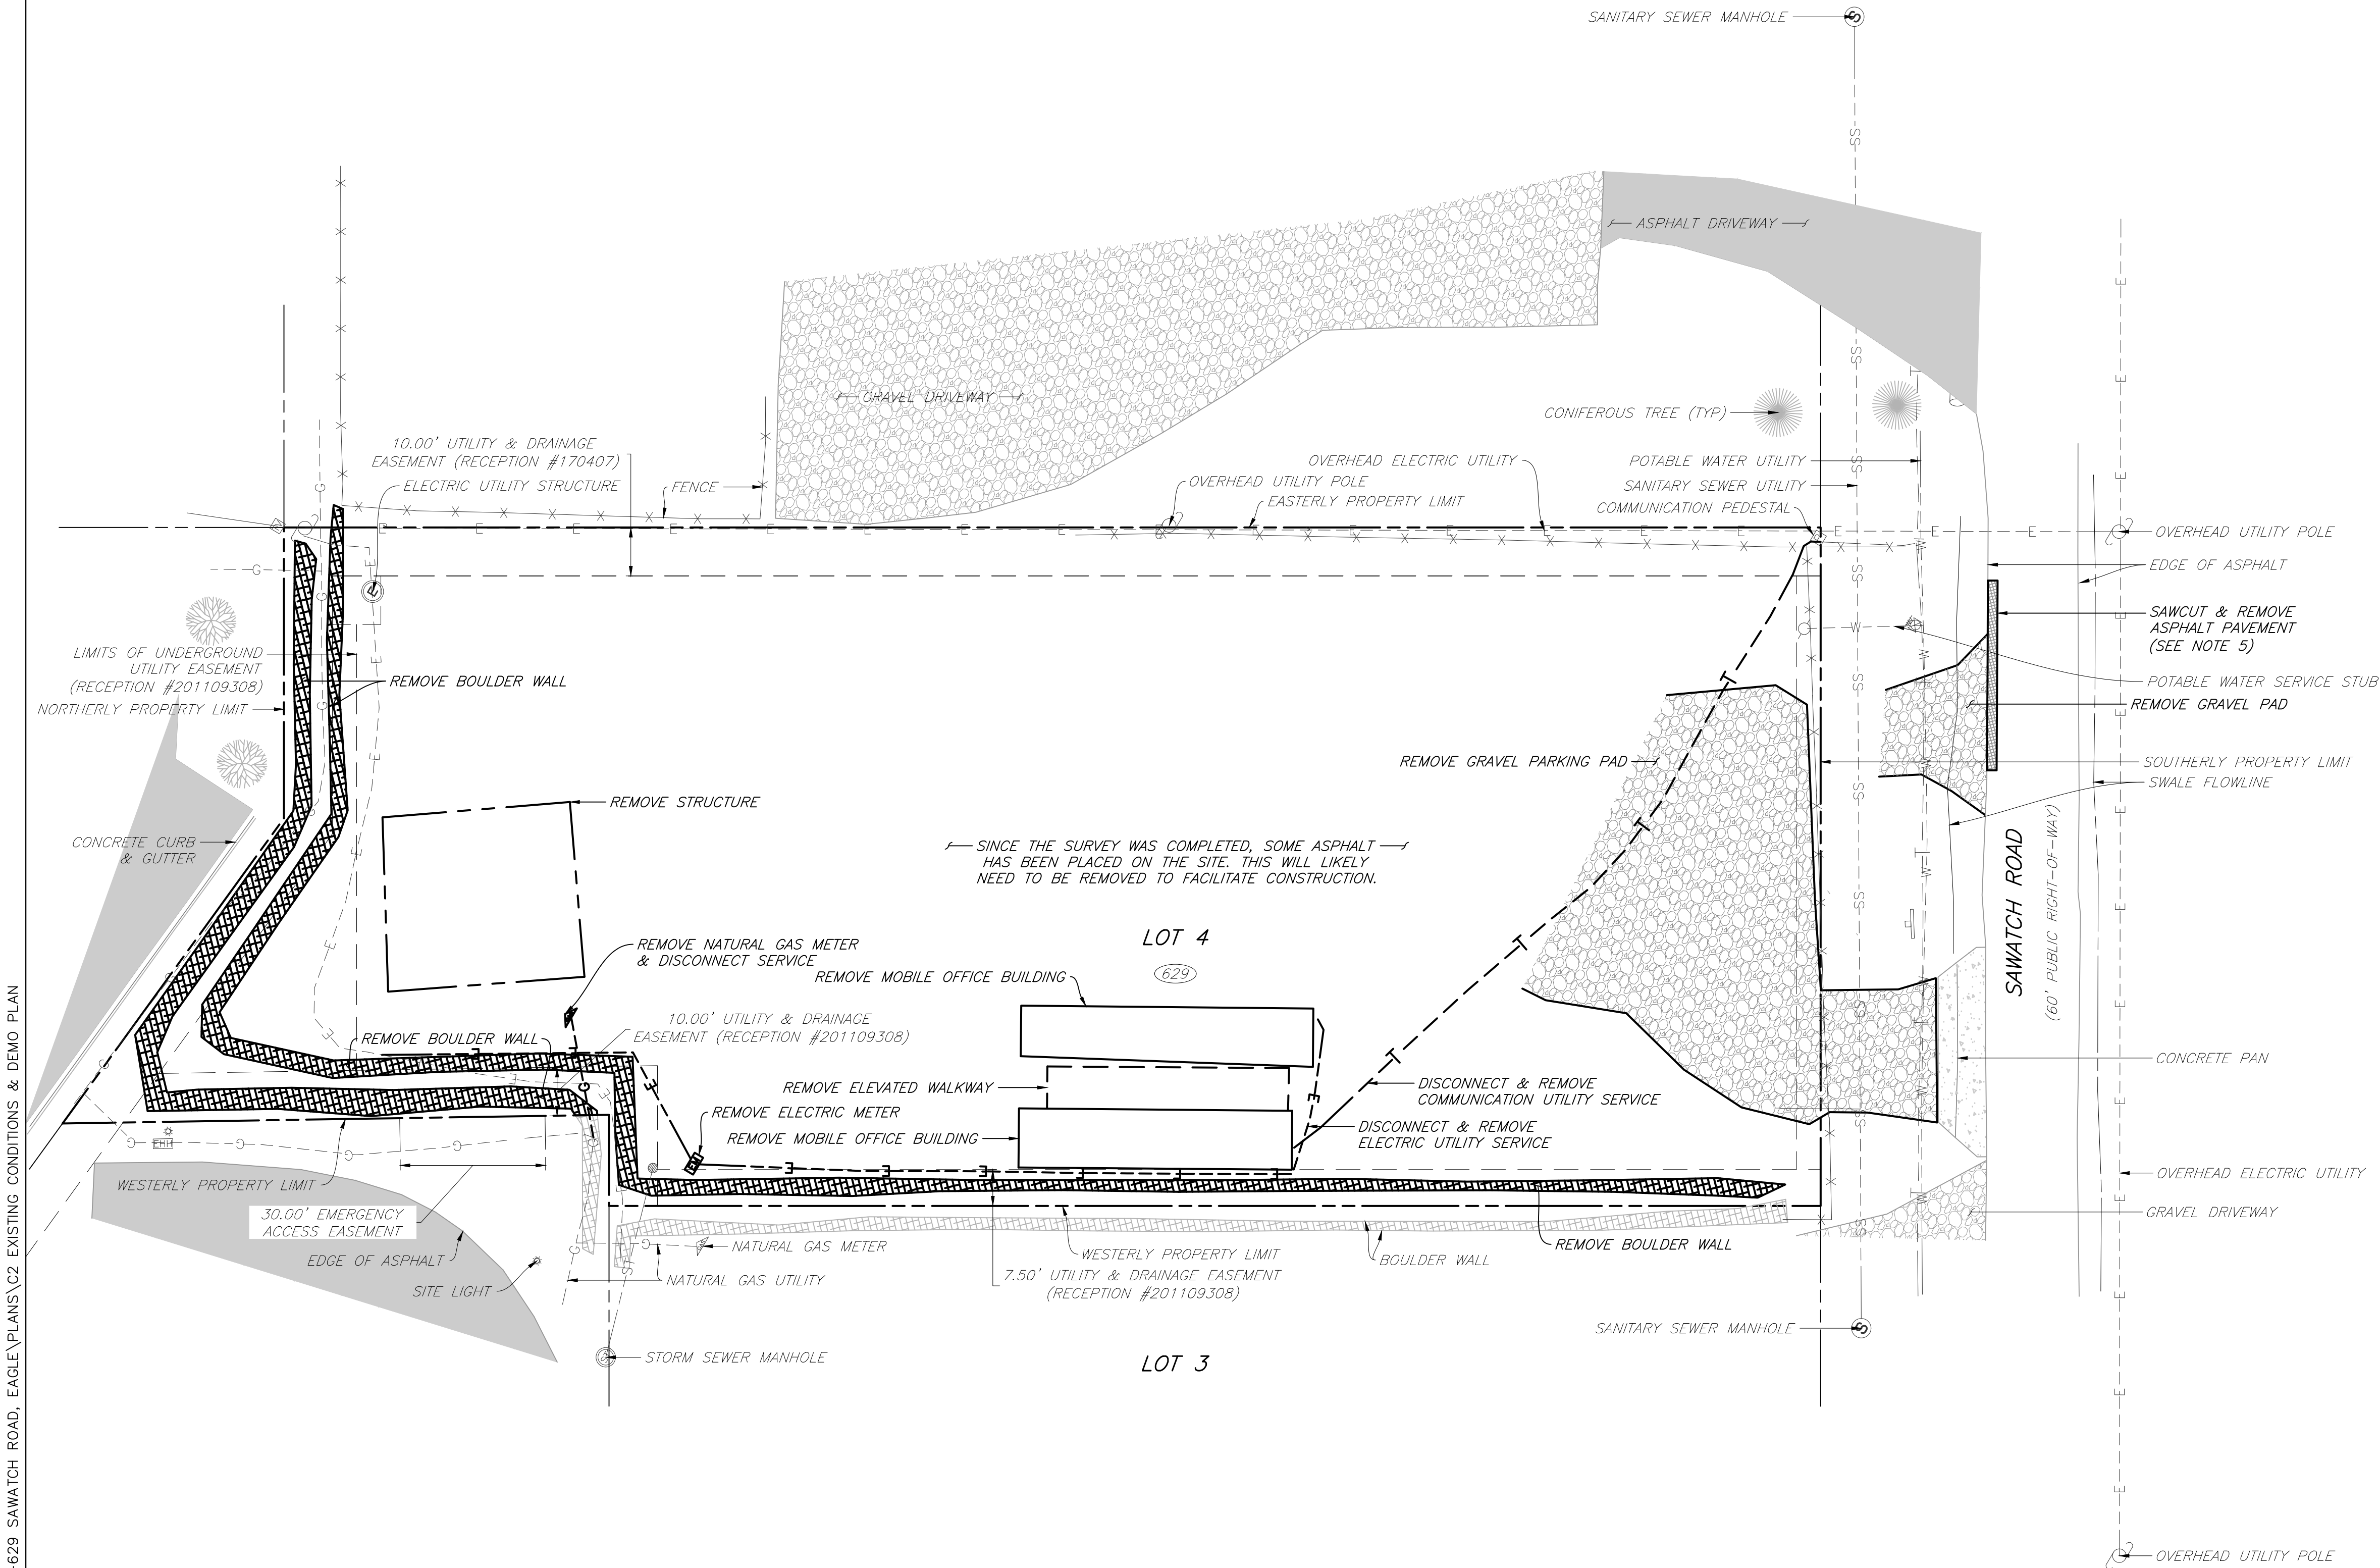 SANITARY SEWER MANHOLE
S
ASPHALT DRIVEWAY
GRAVEL DRIVEWAY
CONIFEROUS TREE (TYP)
10.00' UTILITY & DRAINAGE
EASEMENT (RECEPTION #170407)
ELECTRIC UTILITY STRUCTURE
FENCE
OVERHEAD ELECTRIC UTILITY
OVERHEAD UTILITY POLE
EASTERLY PROPERTY LIMIT
POTABLE WATER UTILITY
SANITARY SEWER UTILITY
COMMUNICATION PEDESTAL
OVERHEAD UTILITY POLE
EDGE OF ASPHALT
SAWCUT & REMOVE
ASPHALT PAVEMENT
(SEE NOTE 5)
POTABLE WATER SERVICE STUB
REMOVE GRAVEL PAD
LIMITS OF UNDERGROUND
UTILITY EASEMENT
(RECEPTION #201109308)
NORTHERLY PROPERTY LIMIT
REMOVE BOULDER WALL
REMOVE GRAVEL PARKING PAD
SOUTHERLY PROPERTY LIMIT
SWALE FLOWLINE
REMOVE STRUCTURE
CONCRETE CURB
& GUTTER
SINCE THE SURVEY WAS COMPLETED, SOME ASPHALT
HAS BEEN PLACED ON THE SITE. THIS WILL LIKELY
NEED TO BE REMOVED TO FACILITATE CONSTRUCTION.
SAWATCH ROAD
(60' PUBLIC RIGHT-OF-WAY)
LOT 4
629
REMOVE NATURAL GAS METER
& DISCONNECT SERVICE
REMOVE MOBILE OFFICE BUILDING
10.00' UTILITY & DRAINAGE
EASEMENT (RECEPTION #201109308)
REMOVE BOULDER WALL
CONCRETE PAN
REMOVE ELEVATED WALKWAY
DISCONNECT & REMOVE
COMMUNICATION UTILITY SERVICE
REMOVE ELECTRIC METER
REMOVE MOBILE OFFICE BUILDING
DISCONNECT & REMOVE
ELECTRIC UTILITY SERVICE
EHH
WESTERLY PROPERTY LIMIT
OVERHEAD ELECTRIC UTILITY
30.00' EMERGENCY
ACCESS EASEMENT
GRAVEL DRIVEWAY
EDGE OF ASPHALT
NATURAL GAS METER
WESTERLY PROPERTY LIMIT
BOULDER WALL
REMOVE BOULDER WALL
SITE LIGHT
NATURAL GAS UTILITY
7.50' UTILITY & DRAINAGE EASEMENT
(RECEPTION #201109308)
SANITARY SEWER MANHOLE
S
STORM SEWER MANHOLE
LOT 3
OVERHEAD UTILITY POLE
629 SAWATCH ROAD, EAGLE\PLANS\C2 EXISTING CONDITIONS & DEMO PLAN